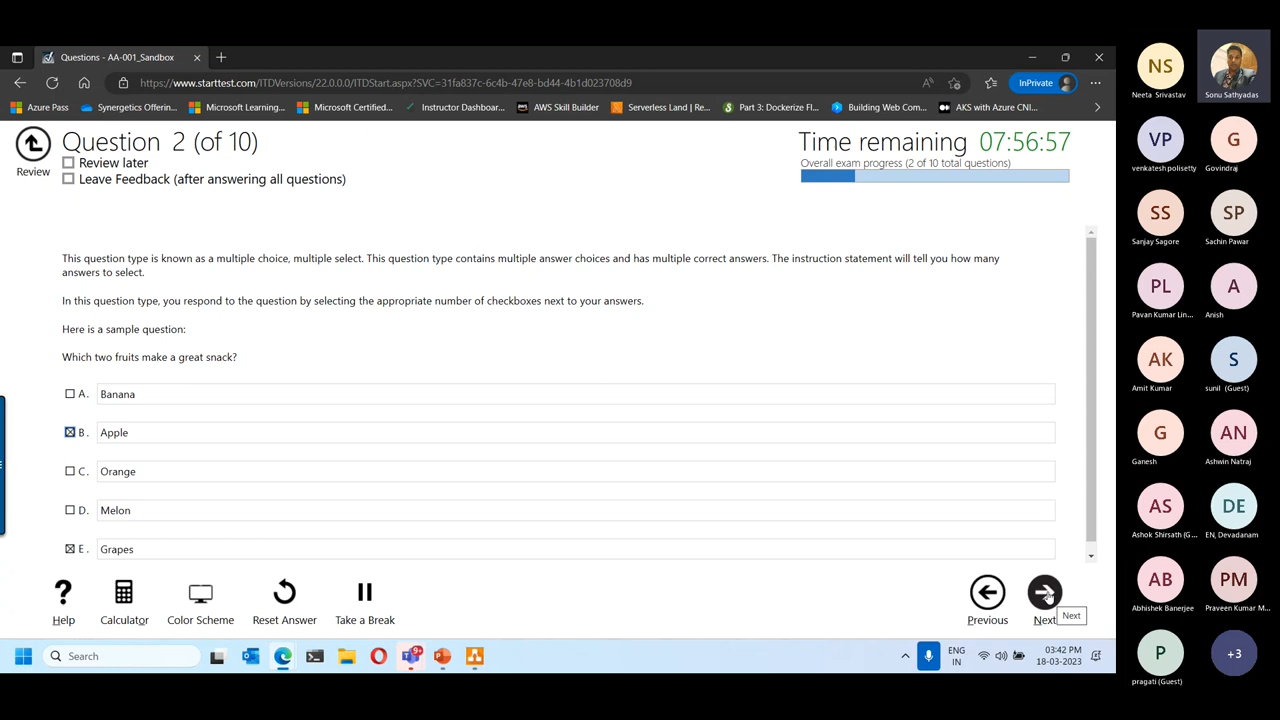 Questions - AA-001_Sandbox
https://www.starttest.com/ITDVersions/22.0.0.0/ITDStart.aspx?SVC=31fa837c-6c4b-47e8-bd44-4b1d023708d9
InPrivate
Azure Pass
Synergetics Offering...
Microsoft Learning...
Microsoft Certified...
Instructor Dashboar...
AWS Skill Builder
Serverless Land | Re...
Part 3: Dockerize Fl...
Building Web Com...
AKS with Azure CNI...
Review
Question 2 (of 10)
Review later
Leave Feedback (after answering all questions)
Time remaining 07:56:57
Overall exam progress (2 of 10 total questions)
This question type is known as a multiple choice, multiple select. This question type contains multiple answer choices and has multiple correct answers. The instruction statement will tell you how many
answers to select.
In this question type, you respond to the question by selecting the appropriate number of checkboxes next to your answers.
Here is a sample question:
Which two fruits make a great snack?
A. Banana
B. Apple
C. Orange
D. Melon
E. Grapes
Help
Calculator
Color Scheme
Reset Answer
Take a Break
Previous
Next
Next
Search
9+
ENG
IN
03:42 PM
18-03-2023
NS
Neeta Srivastav
Sonu Sathyadas
VP
venkatesh polisetty
G
Govindraj
SS
Sanjay Sagore
SP
Sachin Pawar
PL
Pavan Kumar Lin...
A
Anish
AK
Amit Kumar
S
sunil (Guest)
G
Ganesh
AN
Ashwin Natraj
AS
Ashok Shirsath (G...
DE
EN, Devadanam
AB
Abhishek Banerjee
PM
Praveen Kumar M...
P
pragati (Guest)
+3